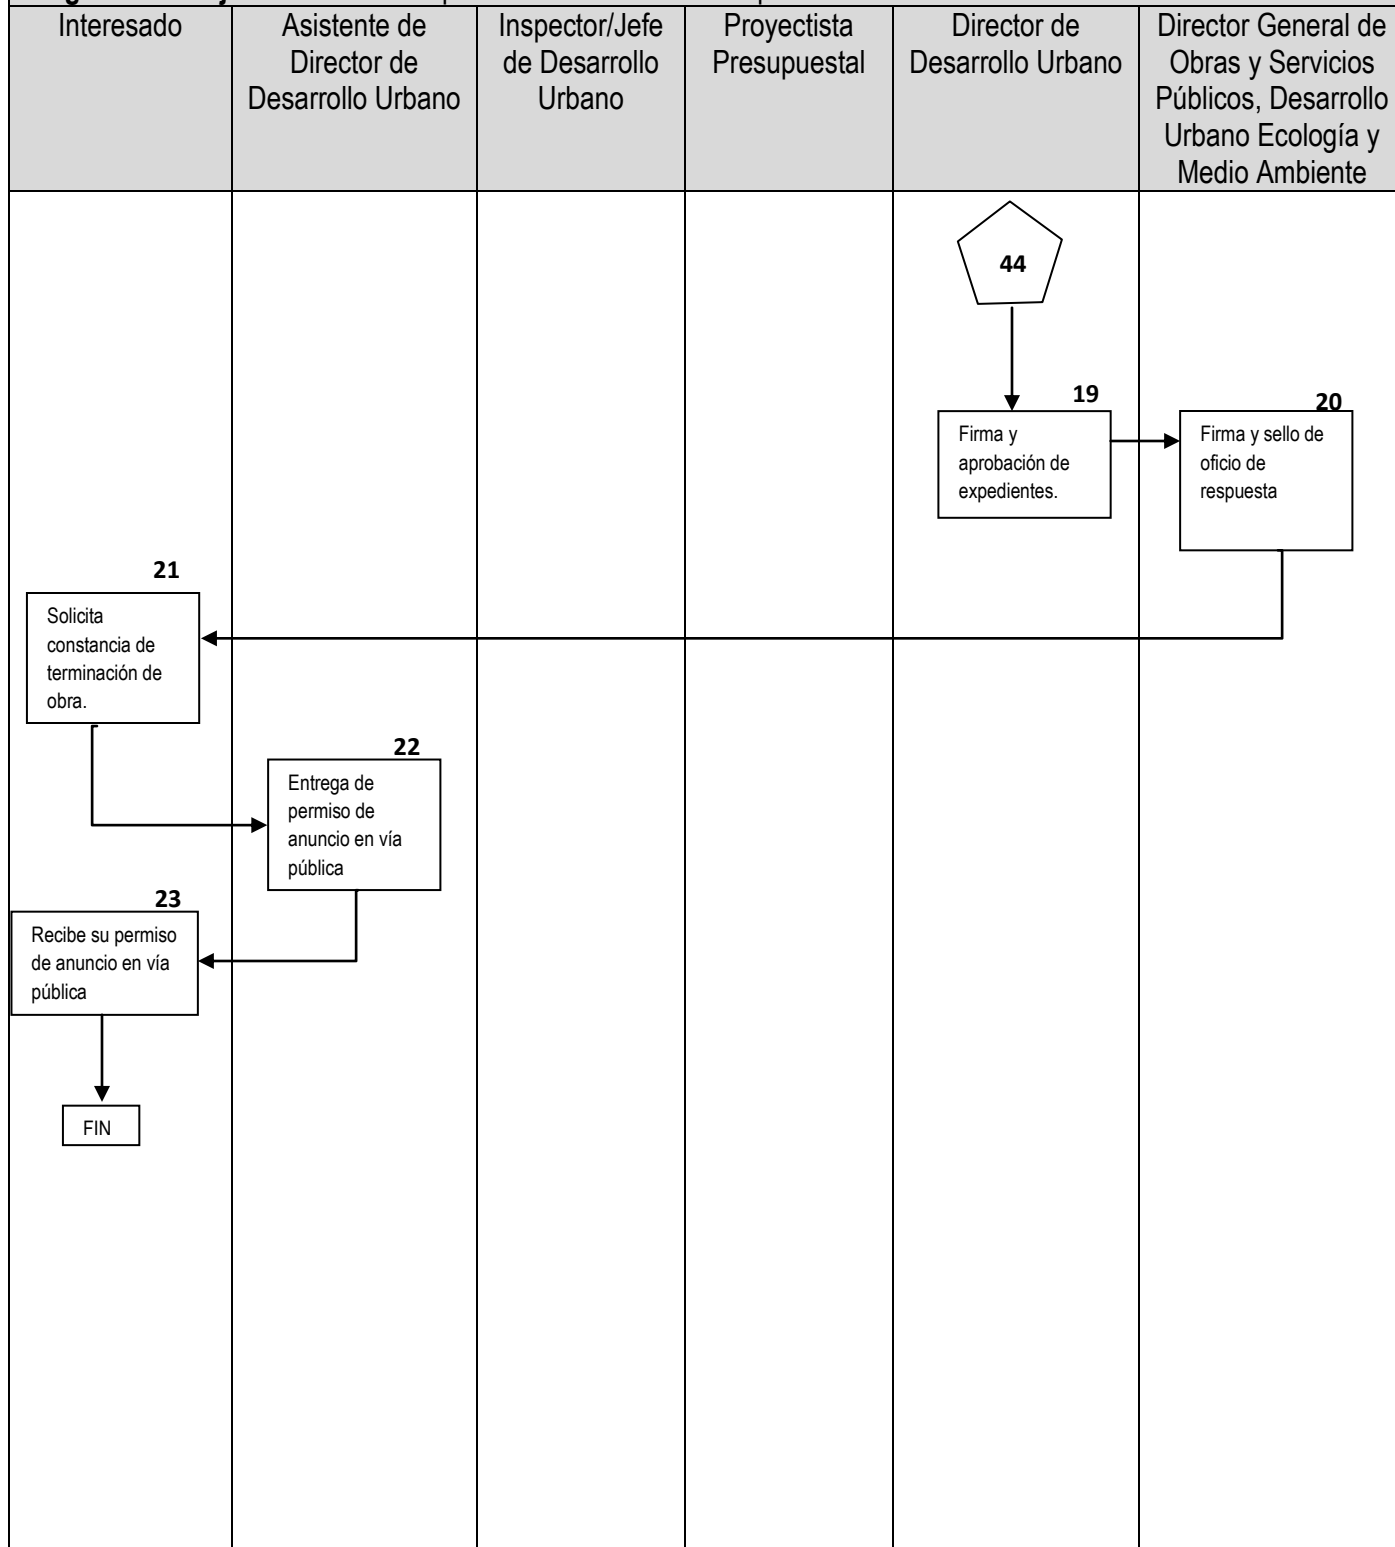 Interesado
Asistente de
Director de
Desarrollo Urbano
Inspector/Jefe
de Desarrollo
Urbano
Proyectista
Presupuestal
Director de
Desarrollo Urbano
Director General de
Obras y Servicios
Públicos, Desarrollo
Urbano Ecología y
Medio Ambiente
44
19
Firma y
aprobación de
expedientes.
20
Firma y sello de
oficio de
respuesta
21
Solicita
constancia de
terminación de
obra.
22
Entrega de
permiso de
anuncio en vía
pública
23
Recibe su permiso
de anuncio en vía
pública
FIN